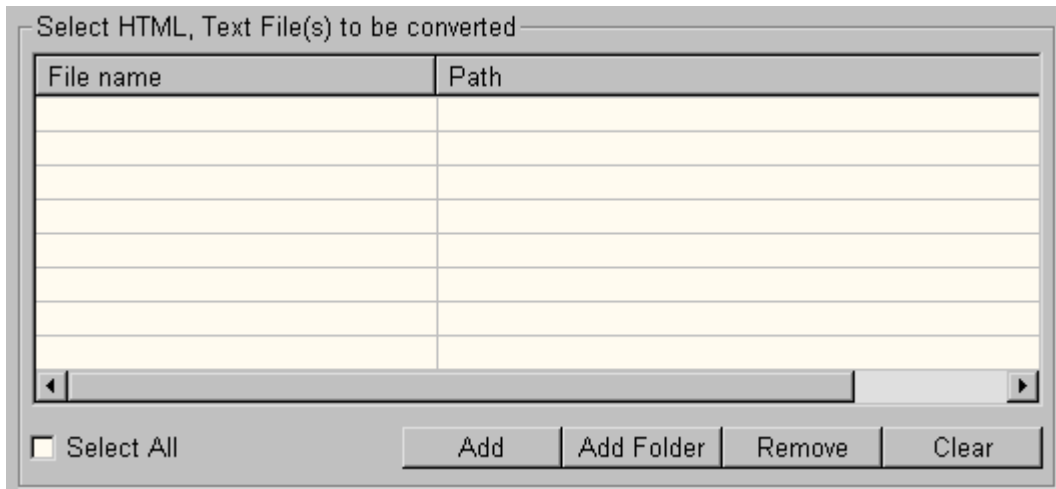 Select HTML, Text File(s) to be converted
File name Path
Select All Add Add Folder Remove Clear